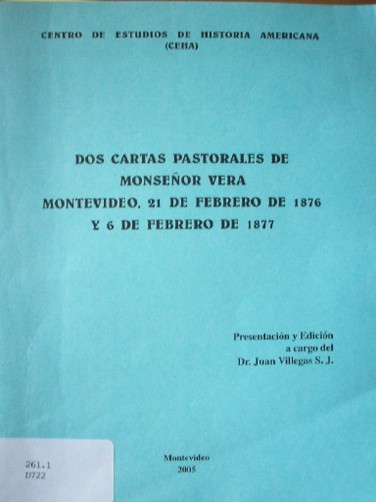 CENTRO DE ESTUDIOS DE HISTORIA AMERICANA
(CEHA)
DOS CARTAS PASTORALES DE
MONSEÑOR VERA
MONTEVIDEO, 21 DE FEBRERO DE 1876
Y 6 DE FEBRERO DE 1877
Presentación y Edición
a cargo del
Dr. Juan Villegas S. J.
Montevideo
2005
261.1
D722